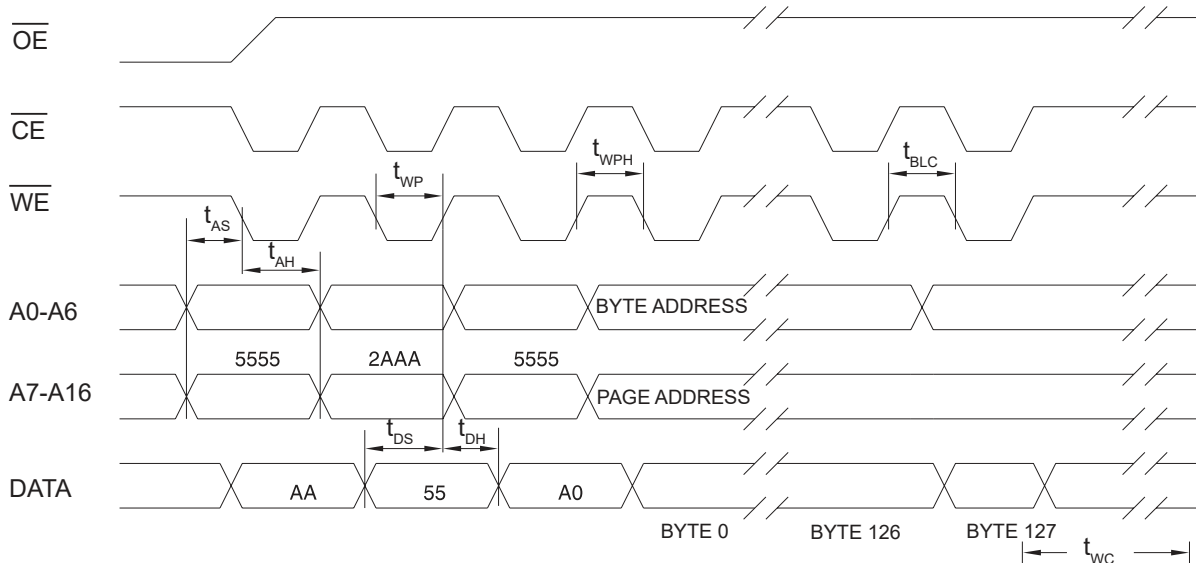 OE
CE
tWPH
tBLC
tWP
WE
tAS
tAH
A0-A6
BYTE ADDRESS
5555 2AAA 5555
A7-A16
PAGE ADDRESS
tDS tDH
DATA
AA 55 A0
BYTE 0 BYTE 126 BYTE 127
tWC